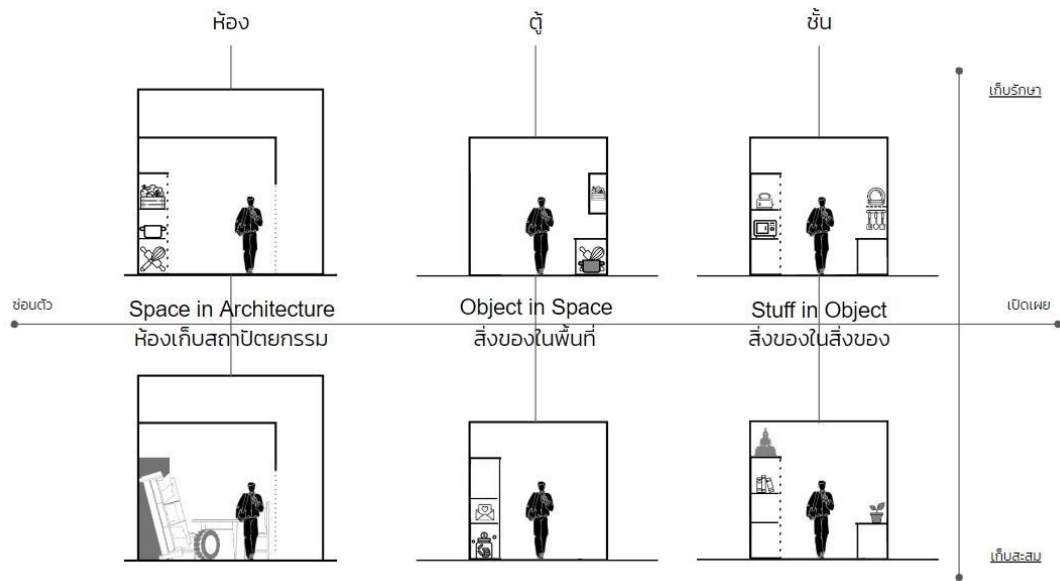 ห้อง
ตู้
ชั้น
เก็บรักษา
ซ่อนตัว
Space in Architecture
Object in Space
Stuff in Object
เปิดเผย
ห้องเก็บสถาปัตยกรรม
สิ่งของในพื้นที่
สิ่งของในสิ่งของ
เก็บสะสม